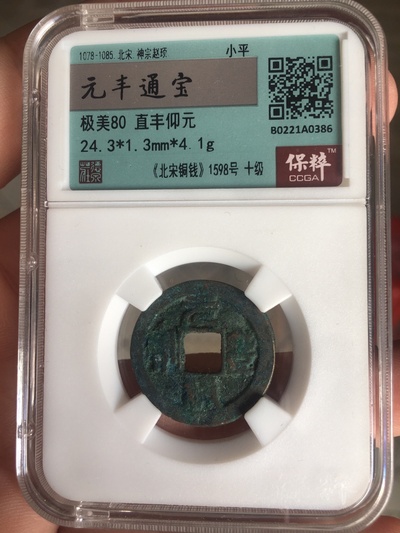 1078-1085. 北宋. 神宗赵顼
小平
元丰通宝
极美80 直丰仰元
24.3*1.3mm*4.1g
B0221A0386
《北宋铜钱》1598号 十级
保粹™
CCGA